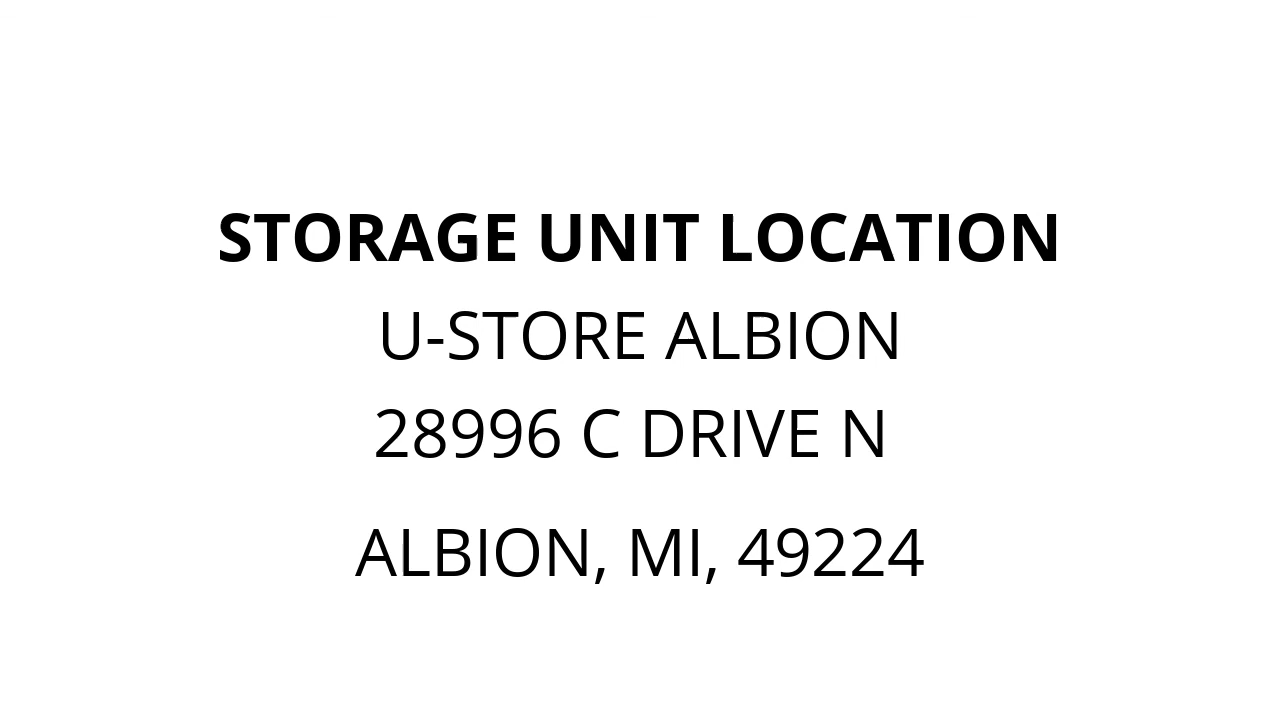 STORAGE UNIT LOCATION
U-STORE ALBION
28996 C DRIVE N
ALBION, MI, 49224